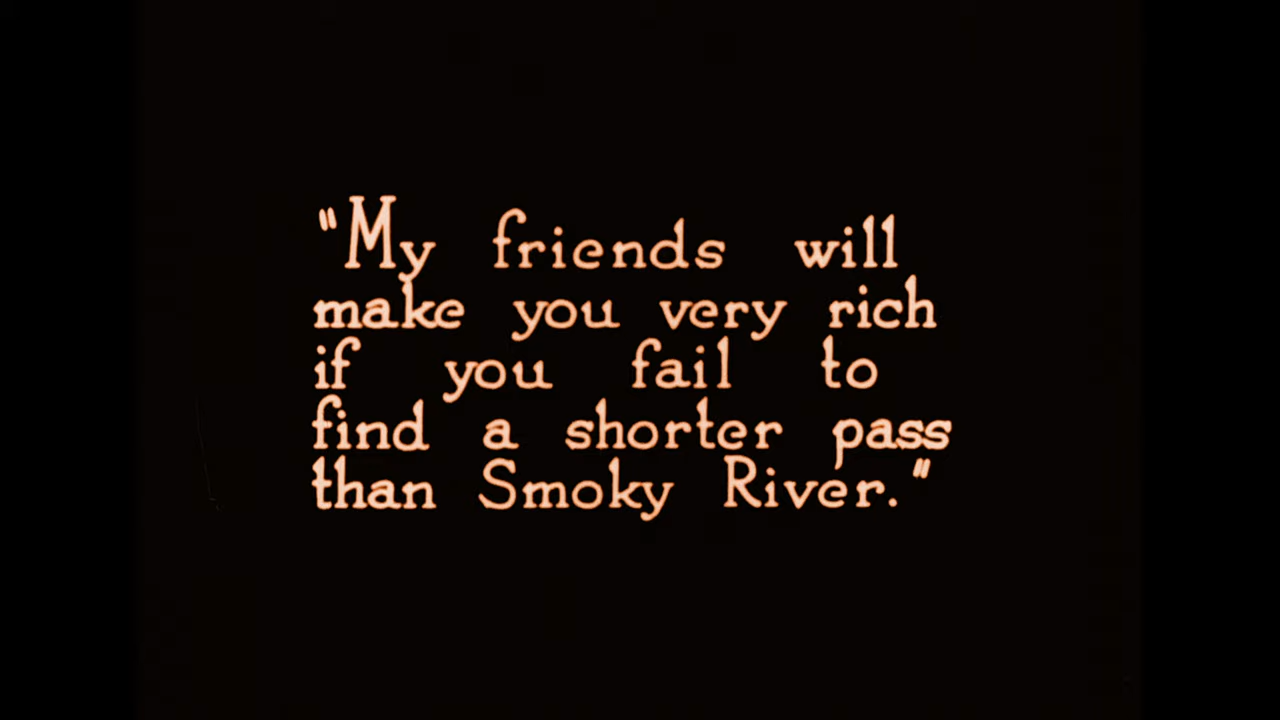 "My friends will
make you very rich
if you fail to
find a shorter pass
than Smoky River."